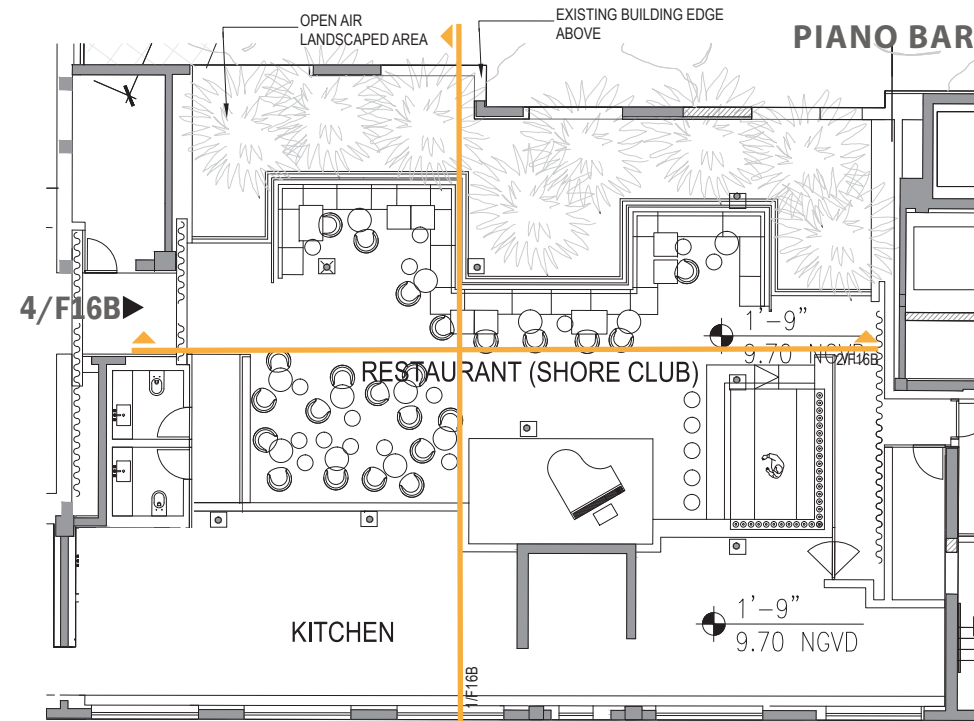 OPEN AIR
LANDSCAPED AREA
EXISTING BUILDING EDGE
ABOVE
PIANO BAR
4/F16B
1'-9"
9.70 NGVD
2/F16B
RESTAURANT (SHORE CLUB)
KITCHEN
1'-9"
9.70 NGVD
1/F16B